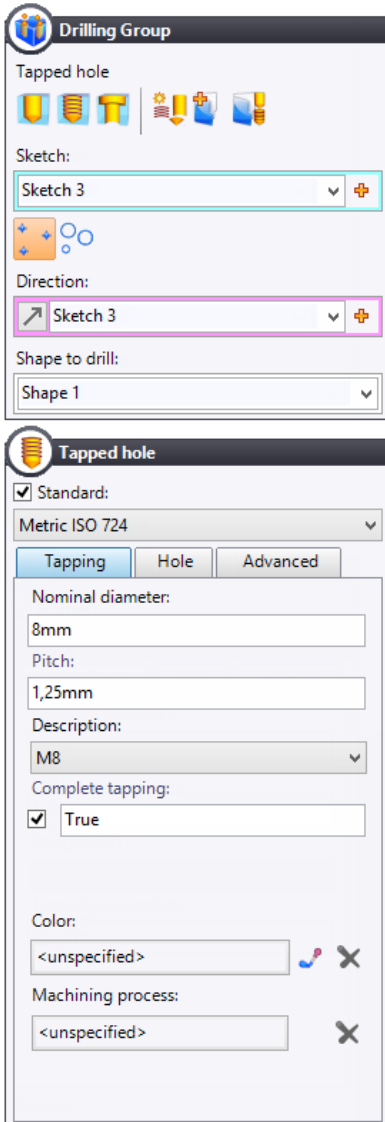 Drilling Group
Tapped hole
Sketch:
Sketch 3
Direction:
Sketch 3
Shape to drill:
Shape 1
Tapped hole
Standard:
Metric ISO 724
Tapping Hole Advanced
Nominal diameter:
8mm
Pitch:
1,25mm
Description:
M8
Complete tapping:
True
Color:
<unspecified>
Machining process:
<unspecified>